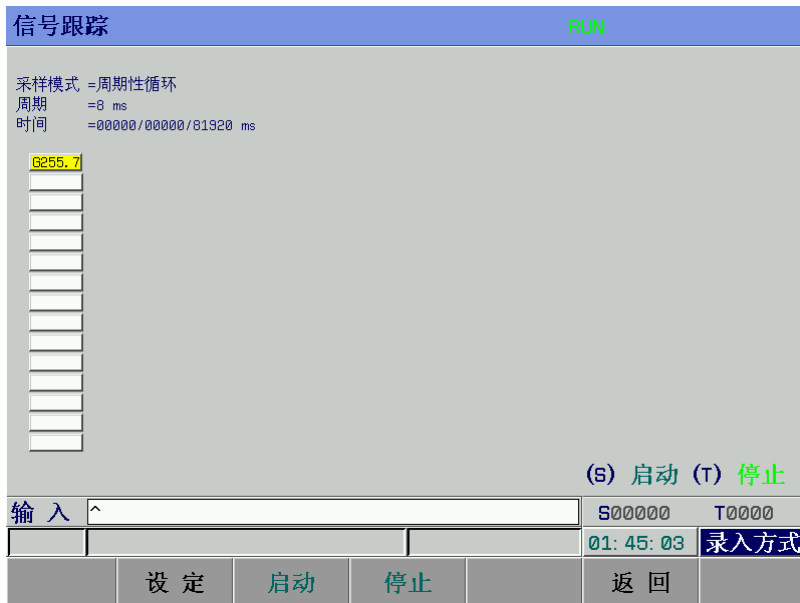 信号跟踪 RUN
采样模式 =周期性循环
周期 =8 ms
时间 =00000/00000/81920 ms
G255.7
(S) 启动 (T) 停止
输 入 ^ S00000 T0000
01:45:03 录入方式
设 定 启动 停止 返 回